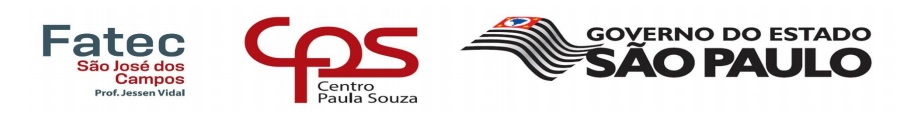 Fatec
São José dos
Campos
Prof. Jessen Vidal
cps
Centro
Paula Souza
GOVERNO DO ESTADO
SÃO PAULO